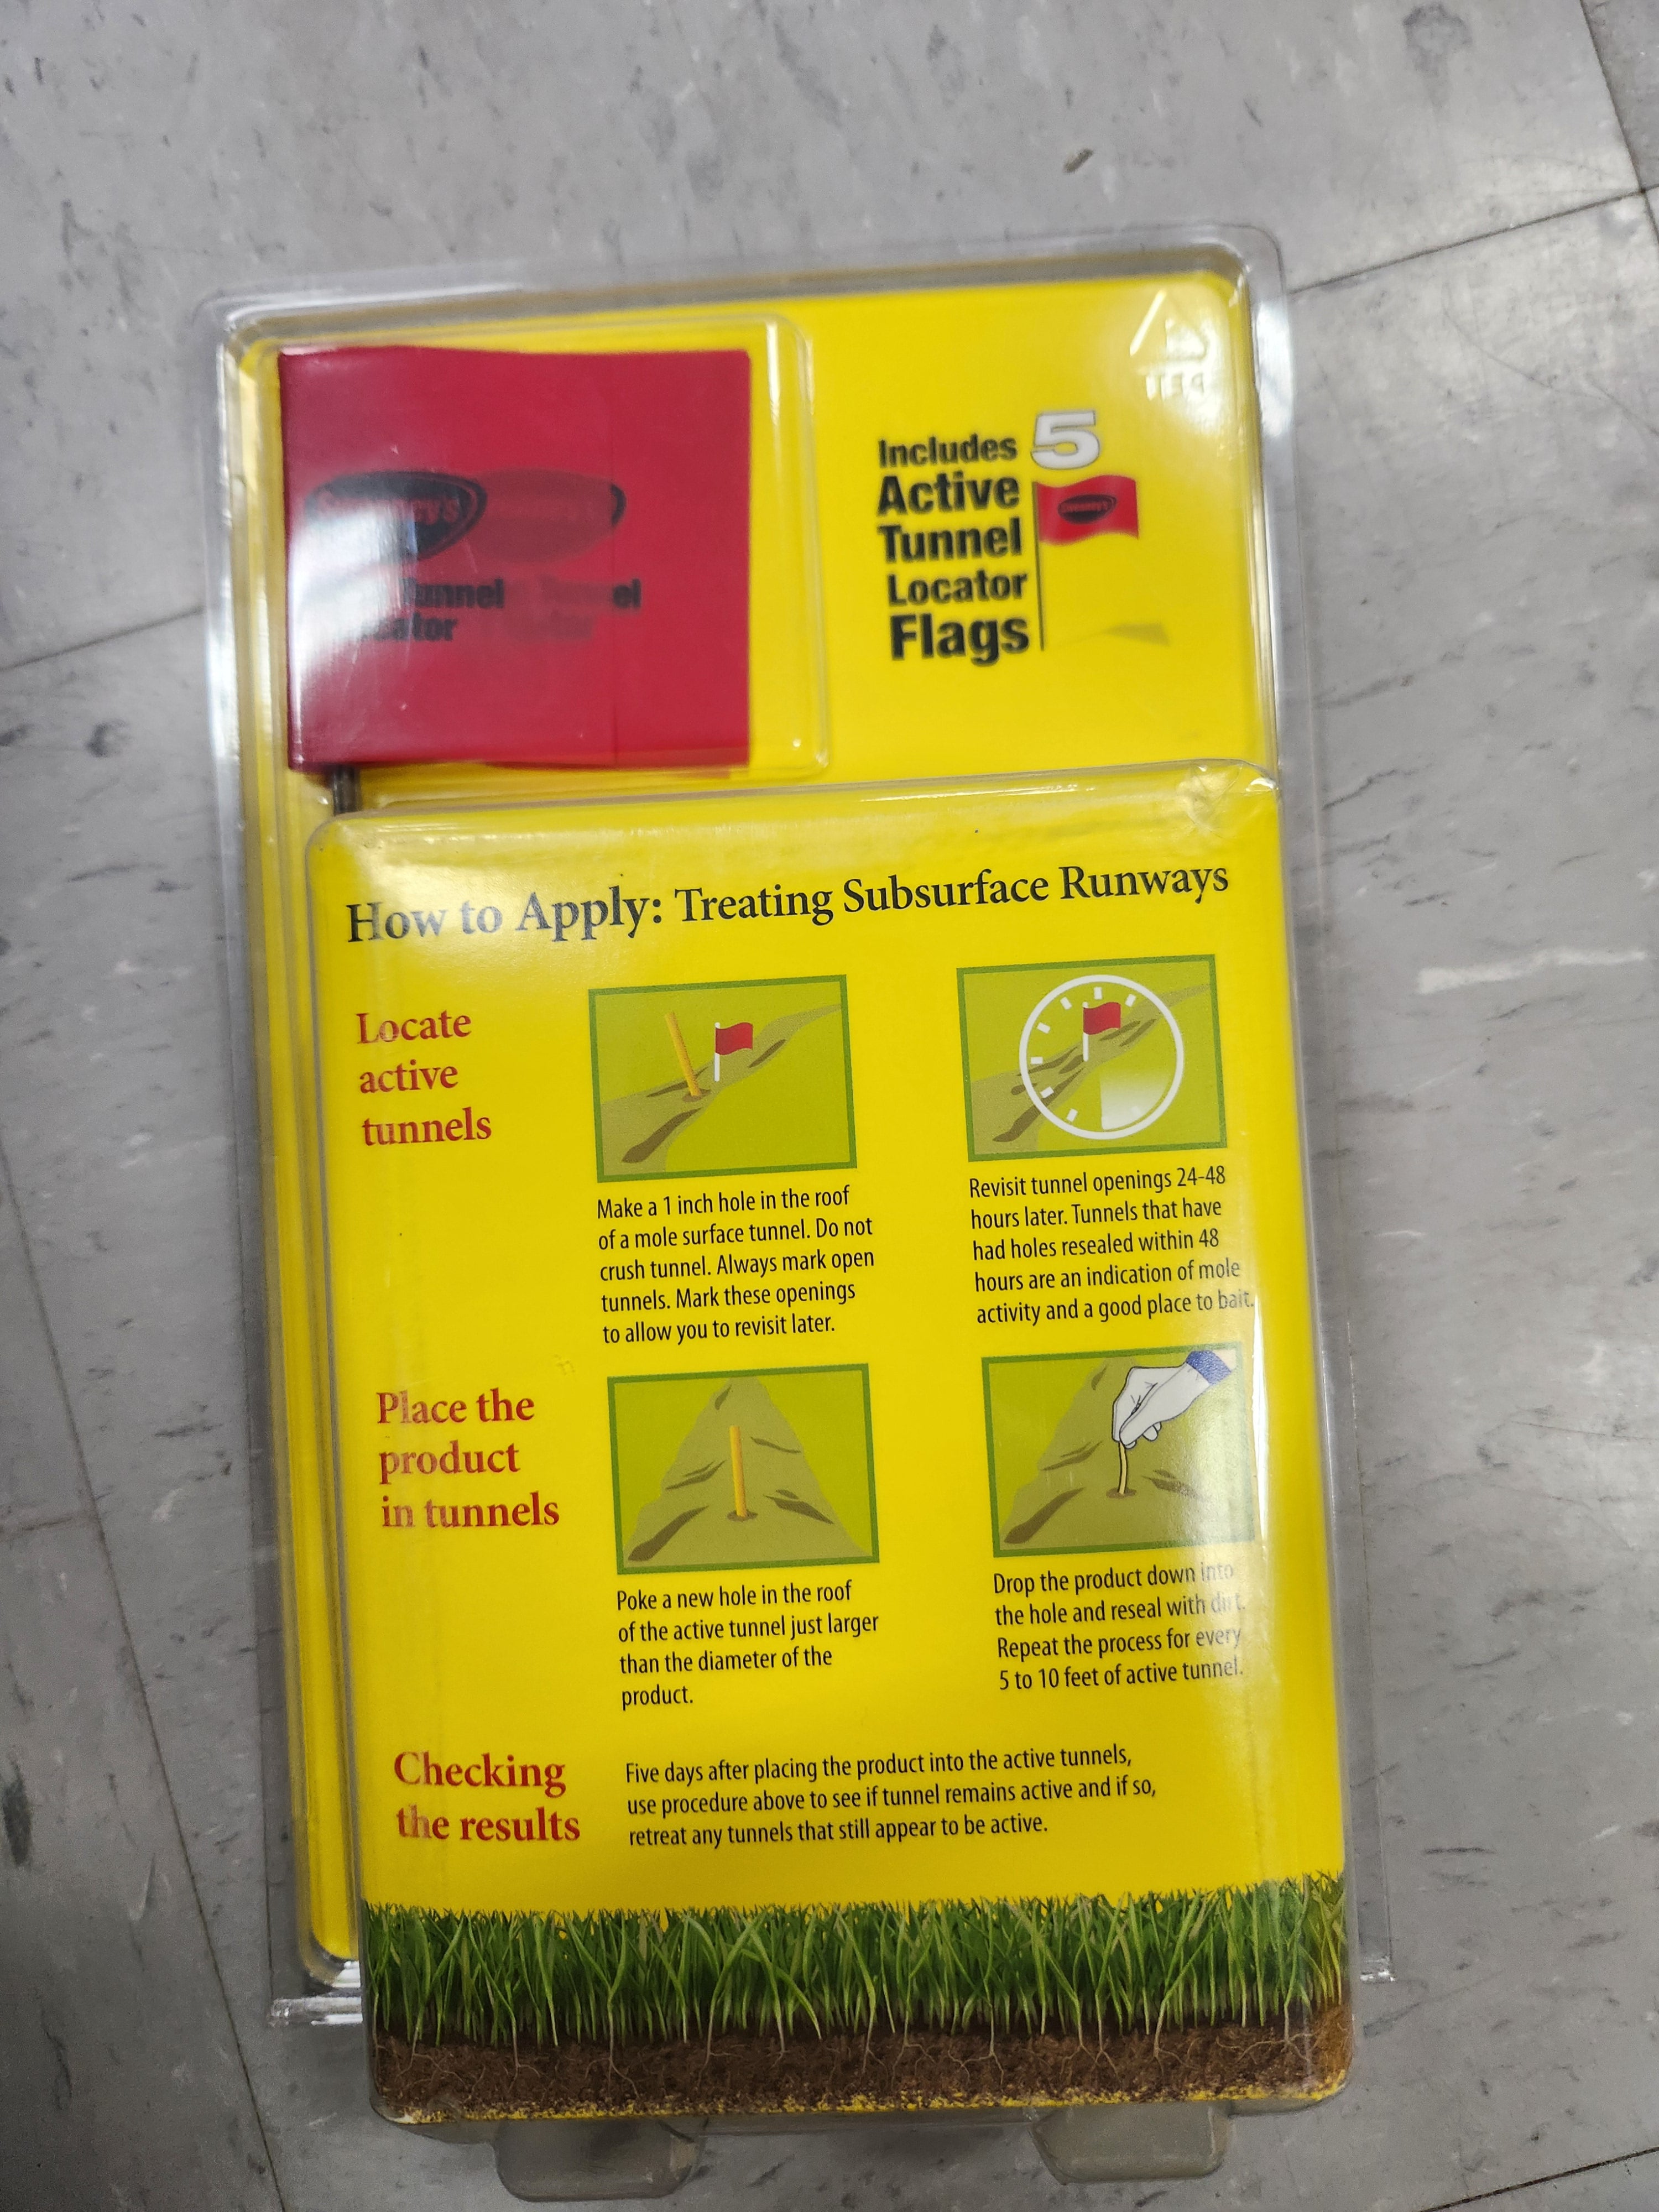 Sweeney's
Tunnel
Includes 5
Active
Tunnel
Locator
Flags
How to Apply: Treating Subsurface Runways
Locate
active
tunnels
Make a 1 inch hole in the roof
of a mole surface tunnel. Do not
crush tunnel. Always mark open
tunnels. Mark these openings
to allow you to revisit later.
Revisit tunnel openings 24-48
hours later. Tunnels that have
had holes resealed within 48
hours are an indication of mole
activity and a good place to bait.
Place the
product
in tunnels
Poke a new hole in the roof
of the active tunnel just larger
than the diameter of the
product.
Drop the product down into
the hole and reseal with dirt.
Repeat the process for every
5 to 10 feet of active tunnel.
Checking
the results
Five days after placing the product into the active tunnels,
use procedure above to see if tunnel remains active and if so,
retreat any tunnels that still appear to be active.